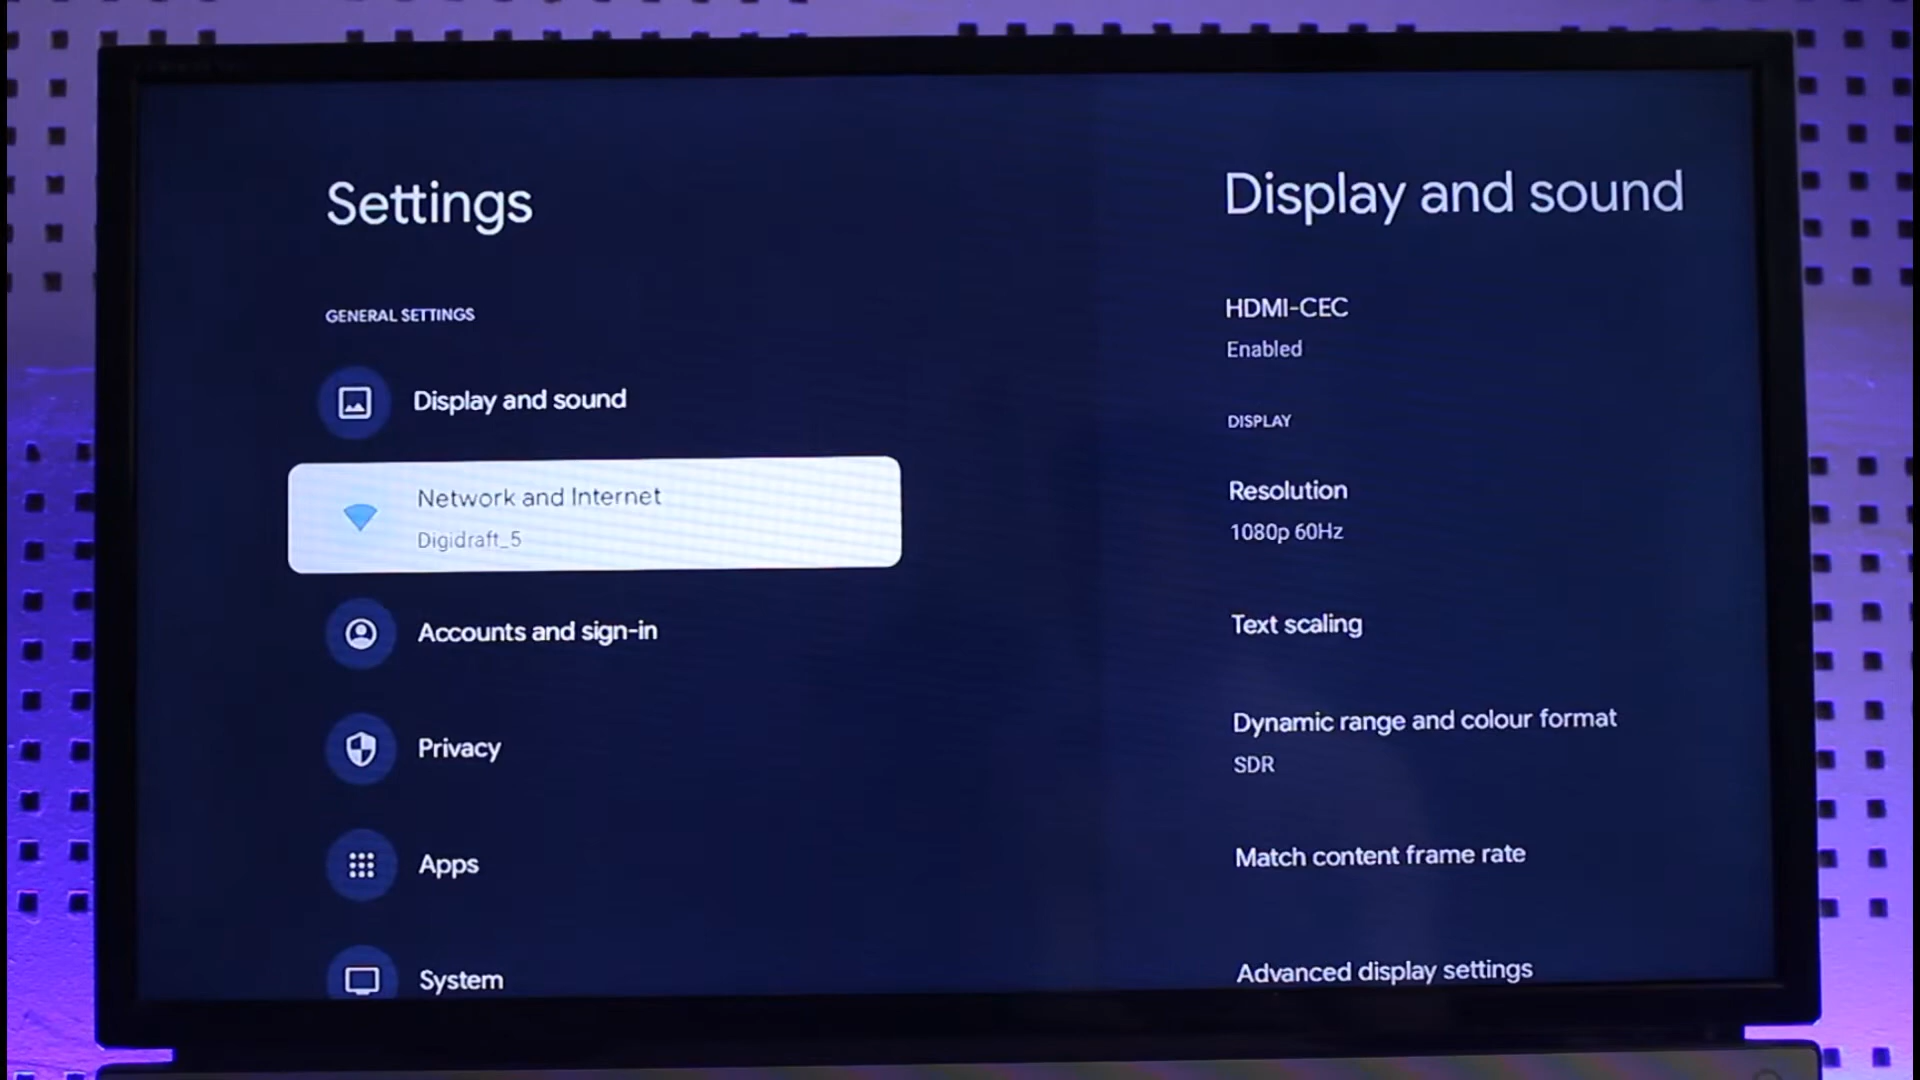 Settings
GENERAL SETTINGS
Display and sound
Network and Internet
Digidraft_5
Accounts and sign-in
Privacy
Apps
System
Display and sound
HDMI-CEC
Enabled
DISPLAY
Resolution
1080p 60Hz
Text scaling
Dynamic range and colour format
SDR
Match content frame rate
Advanced display settings